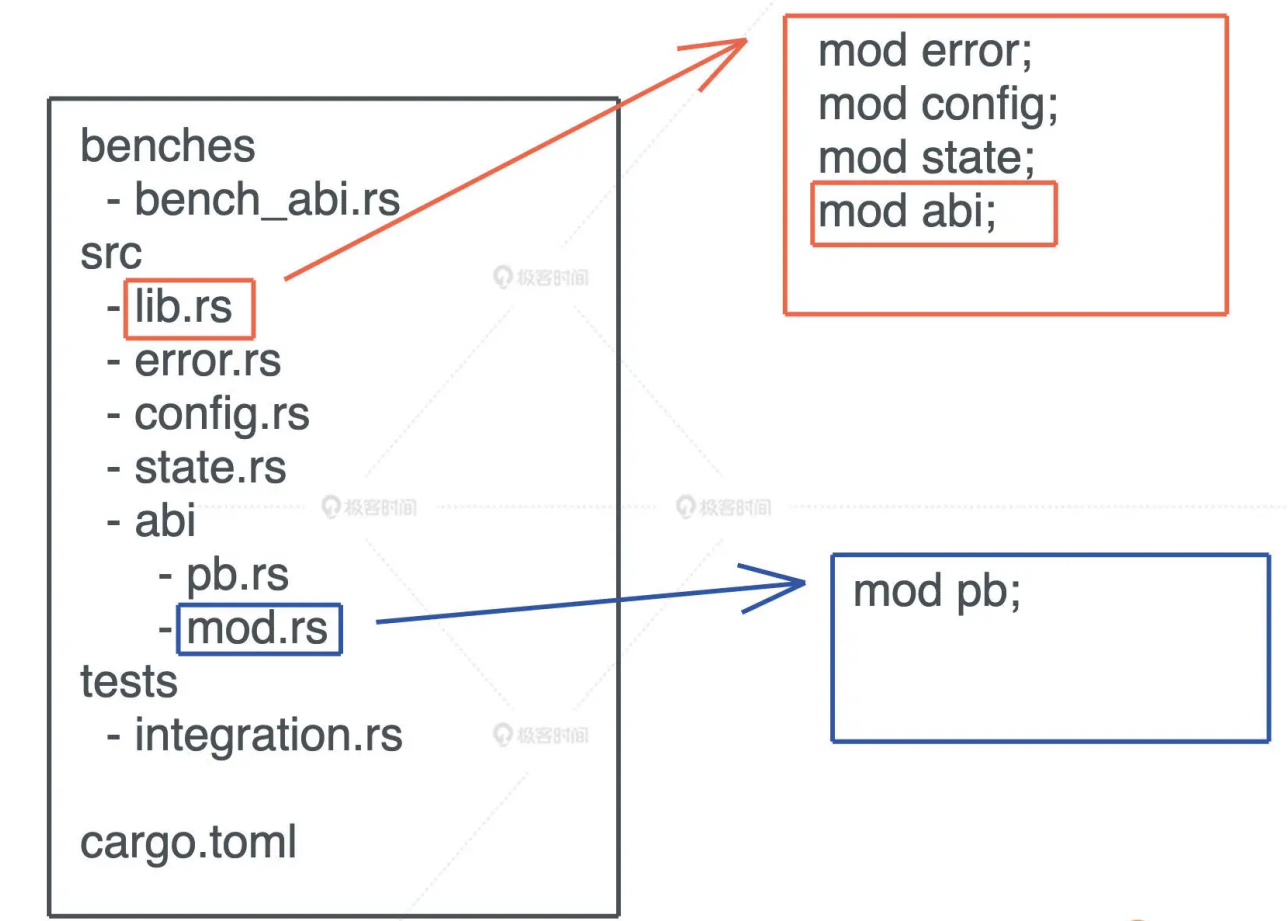 benches
- bench_abi.rs
src
- lib.rs
- error.rs
- config.rs
- state.rs
- abi
- pb.rs
- mod.rs
tests
- integration.rs
cargo.toml
mod error;
mod config;
mod state;
mod abi;
mod pb;
极客时间
极客时间
极客时间
极客时间